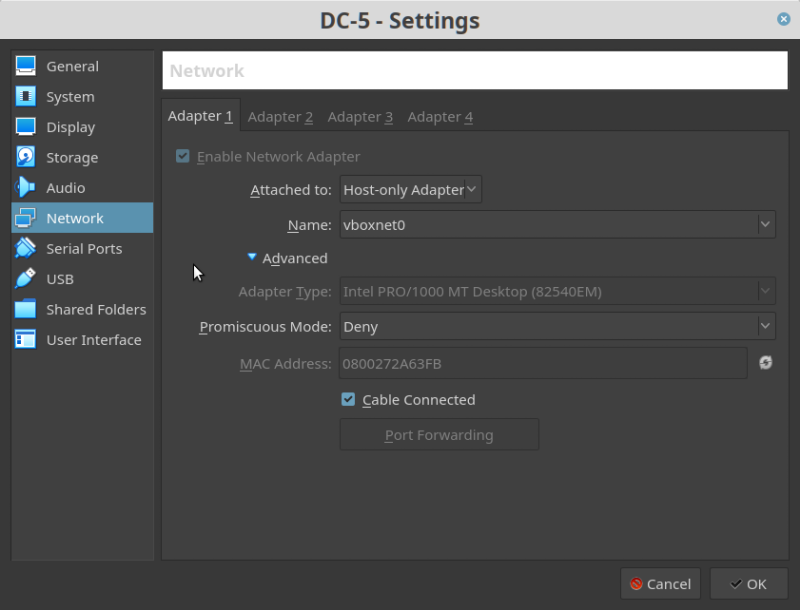 DC-5 - Settings
General
System
Display
Storage
Audio
Network
Serial Ports
USB
Shared Folders
User Interface
Network
Adapter 1 Adapter 2 Adapter 3 Adapter 4
Enable Network Adapter
Attached to: Host-only Adapter
Name: vboxnet0
Advanced
Adapter Type: Intel PRO/1000 MT Desktop (82540EM)
Promiscuous Mode: Deny
MAC Address: 0800272A63FB
Cable Connected
Port Forwarding
Cancel OK